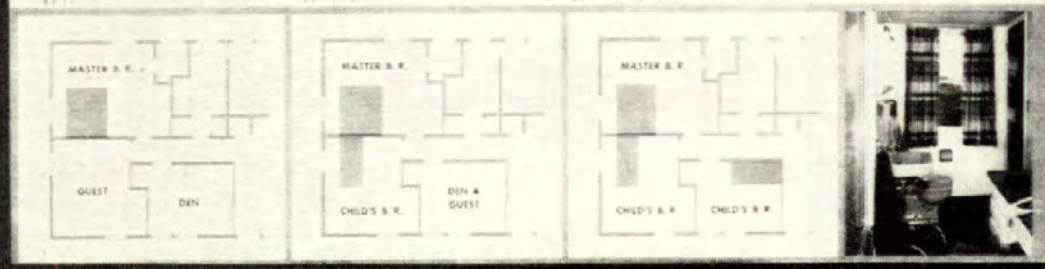 MASTER B. R.
GUEST
DEN
MASTER B. R.
CHILD'S B. R.
DEN &
GUEST
MASTER B. R.
CHILD'S B. R.
CHILD'S B. R.